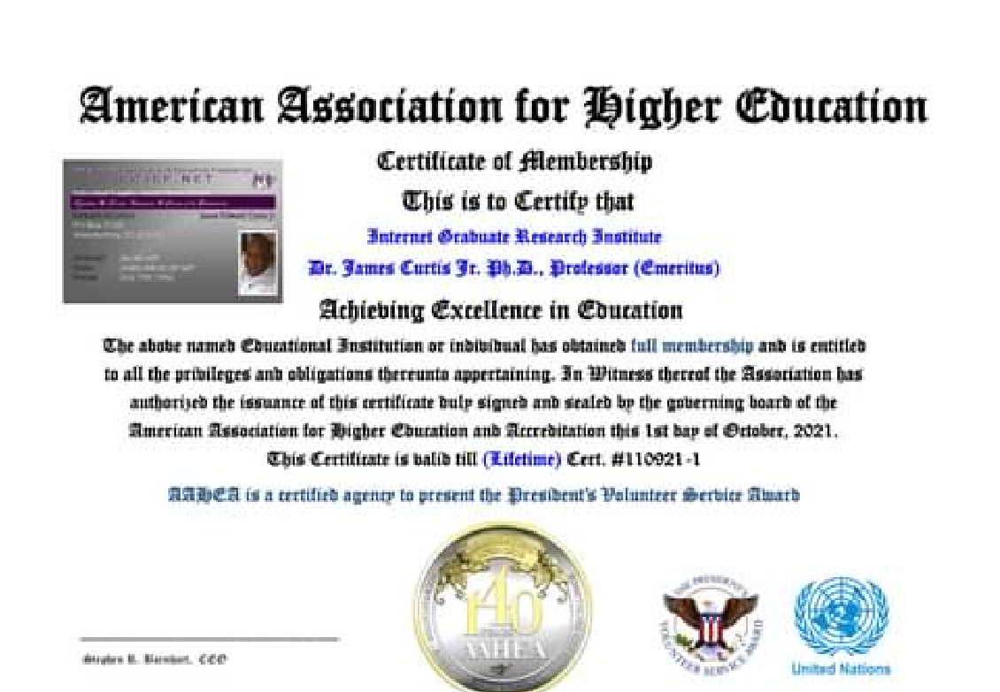 American Association for Higher Education
Certificate of Membership
This is to Certify that
Internet Graduate Research Institute
Dr. James Curtis Jr. Ph.D., Professor (Emeritus)
Achieving Excellence in Education
The above named Educational Institution or individual has obtained full membership and is entitled
to all the privileges and obligations thereunto appertaining. In Witness thereof the Association has
authorized the issuance of this certificate duly signed and sealed by the governing board of the
American Association for Higher Education and Accreditation this 1st day of October, 2021.
This Certificate is valid till (Lifetime) Cert. #110921-1
AAHEA is a certified agency to present the President's Volunteer Service Award
140
AAHEA
THE PRESIDENT'S
VOLUNTEER SERVICE AWARD
United Nations
Stephen R. Barnhart, CEO